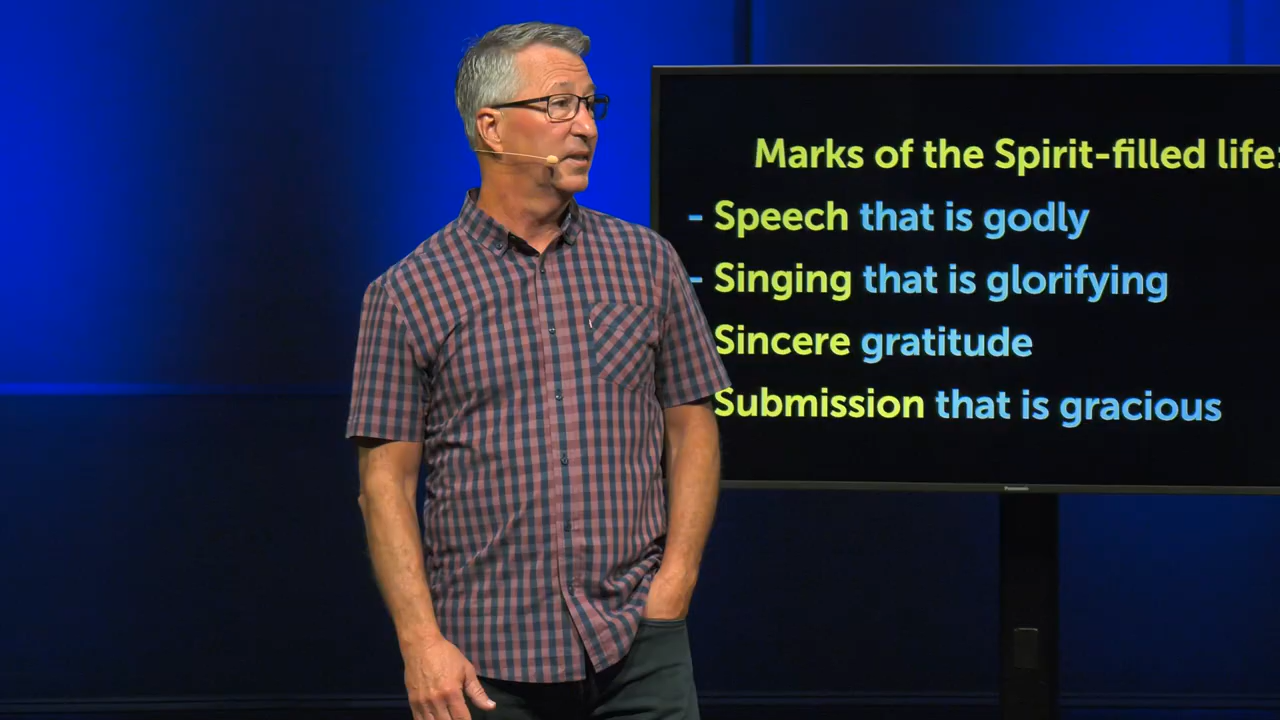 Marks of the Spirit-filled life:
- Speech that is godly
- Singing that is glorifying
Sincere gratitude
Submission that is gracious
Panasonic